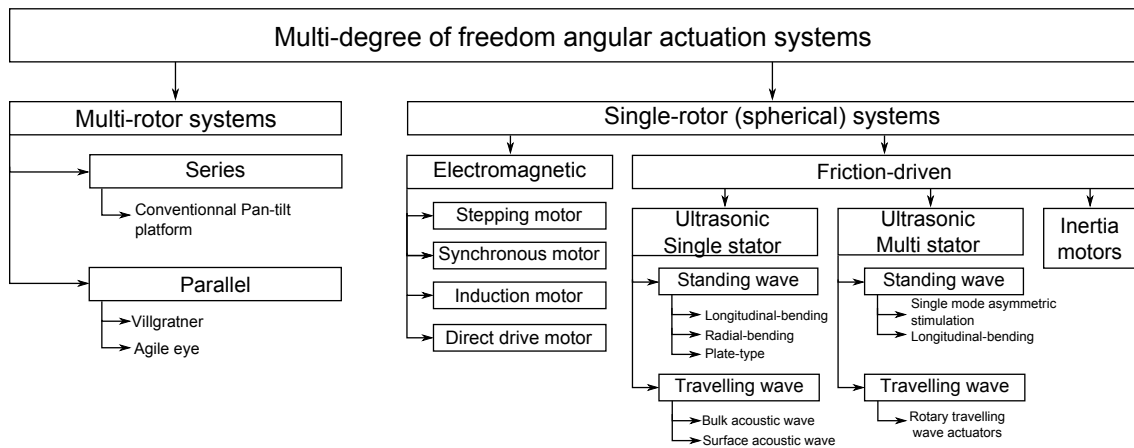 Multi-degree of freedom angular actuation systems
Multi-rotor systems
Series
Conventionnal Pan-tilt
platform
Parallel
Villgratner
Agile eye
Single-rotor (spherical) systems
Electromagnetic
Stepping motor
Synchronous motor
Induction motor
Direct drive motor
Friction-driven
Ultrasonic
Single stator
Standing wave
Longitudinal-bending
Radial-bending
Plate-type
Travelling wave
Bulk acoustic wave
Surface acoustic wave
Ultrasonic
Multi stator
Standing wave
Single mode asymmetric
stimulation
Longitudinal-bending
Travelling wave
Rotary travelling
wave actuators
Inertia
motors